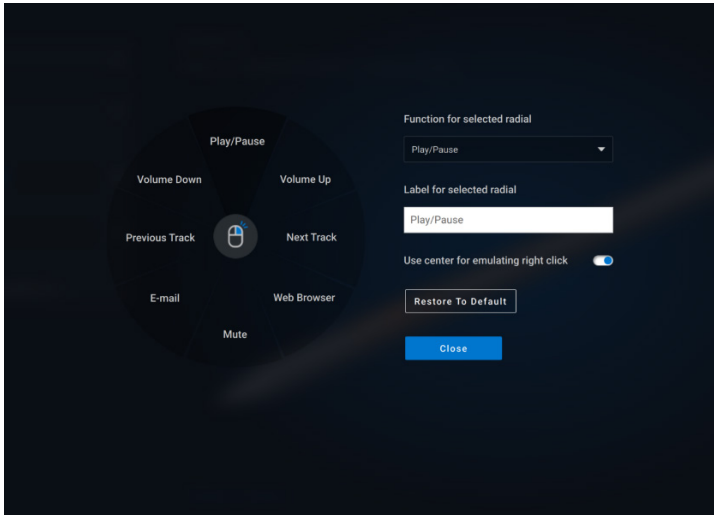 Play/Pause
Volume Down
Volume Up
Previous Track
Next Track
E-mail
Web Browser
Mute
Function for selected radial
Play/Pause
Label for selected radial
Play/Pause
Use center for emulating right click
Restore To Default
Close